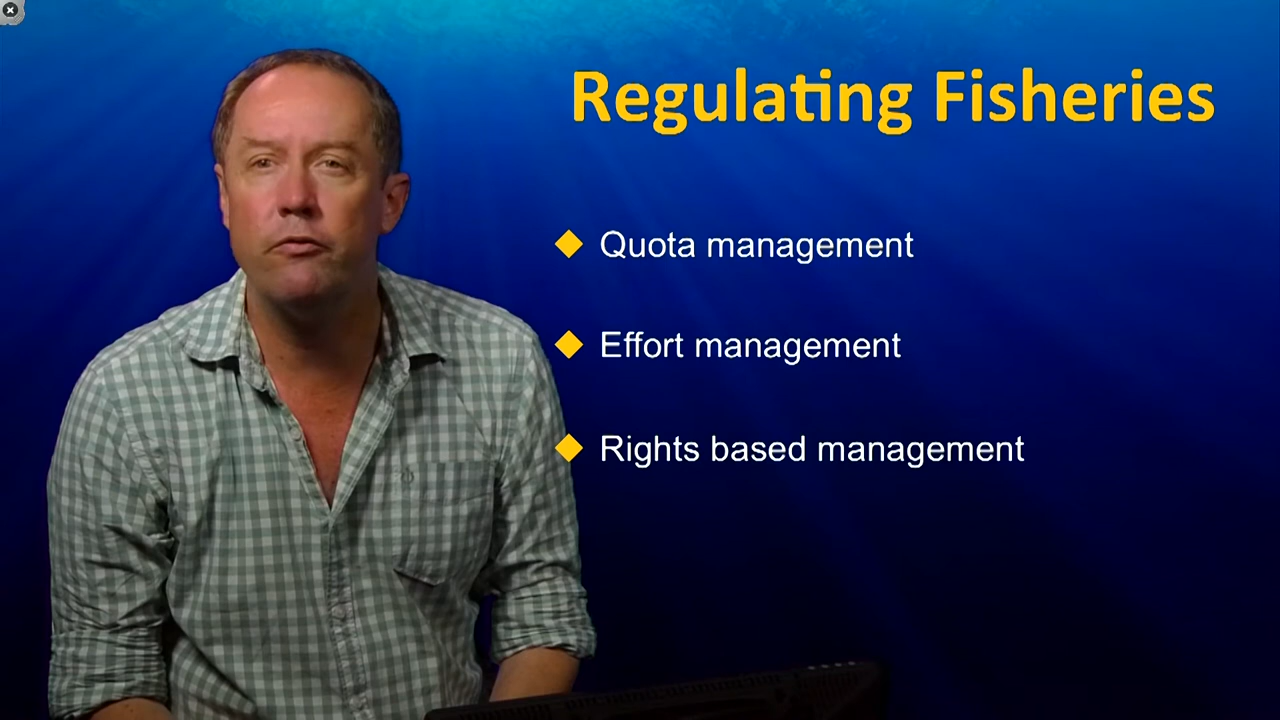 Regulating Fisheries
Quota management
Effort management
Rights based management